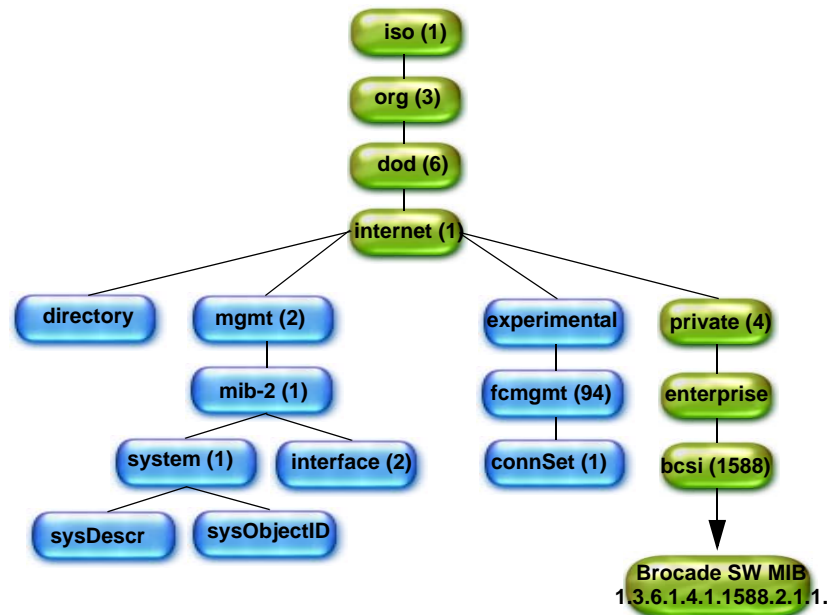 iso (1)
org (3)
dod (6)
internet (1)
directory
mgmt (2)
experimental
private (4)
mib-2 (1)
fcmgmt (94)
enterprise
system (1)
interface (2)
connSet (1)
bcsi (1588)
sysDescr
sysObjectID
Brocade SW MIB
1.3.6.1.4.1.1588.2.1.1.